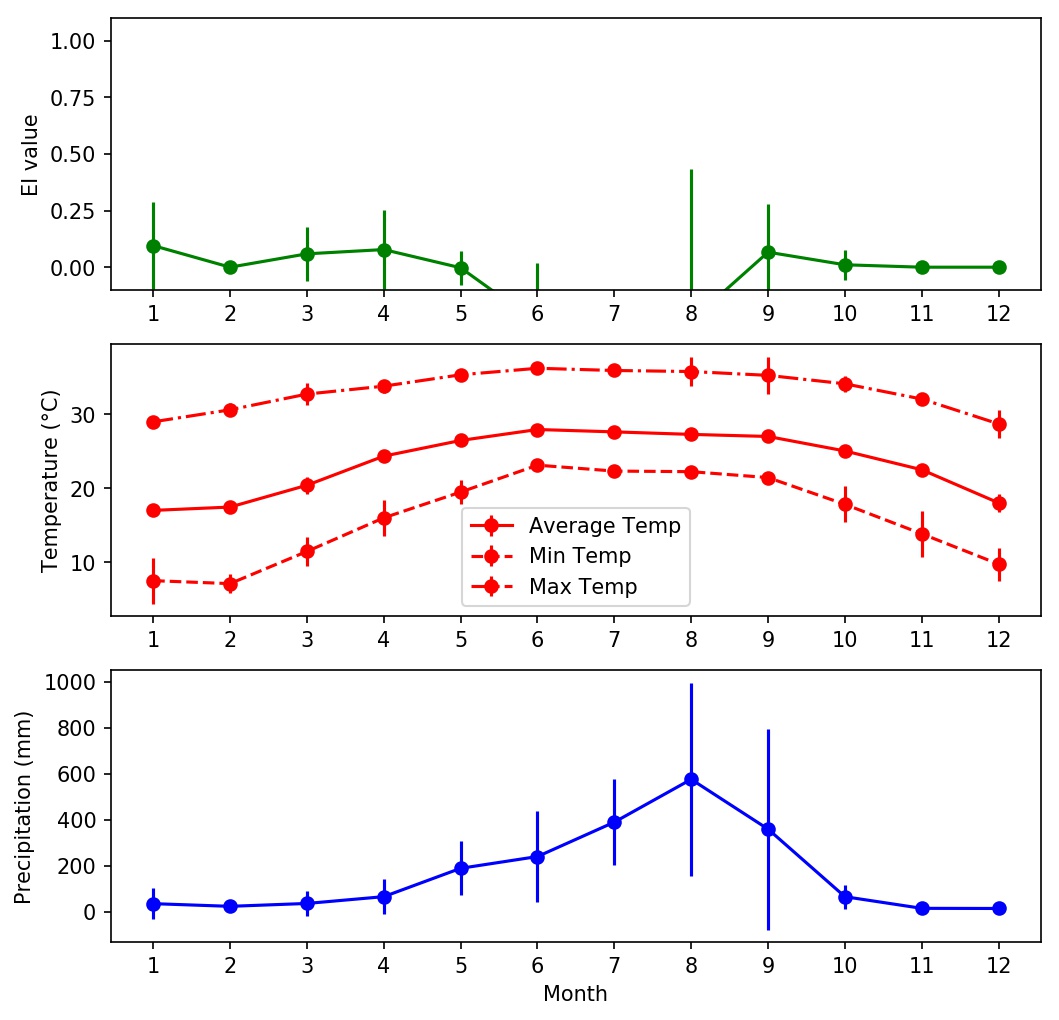 EI value
1.00
0.75
0.50
0.25
0.00
1 2 3 4 5 6 7 8 9 10 11 12
Temperature (°C)
30
20
10
Average Temp
Min Temp
Max Temp
1 2 3 4 5 6 7 8 9 10 11 12
Precipitation (mm)
1000
800
600
400
200
0
1 2 3 4 5 6 7 8 9 10 11 12
Month